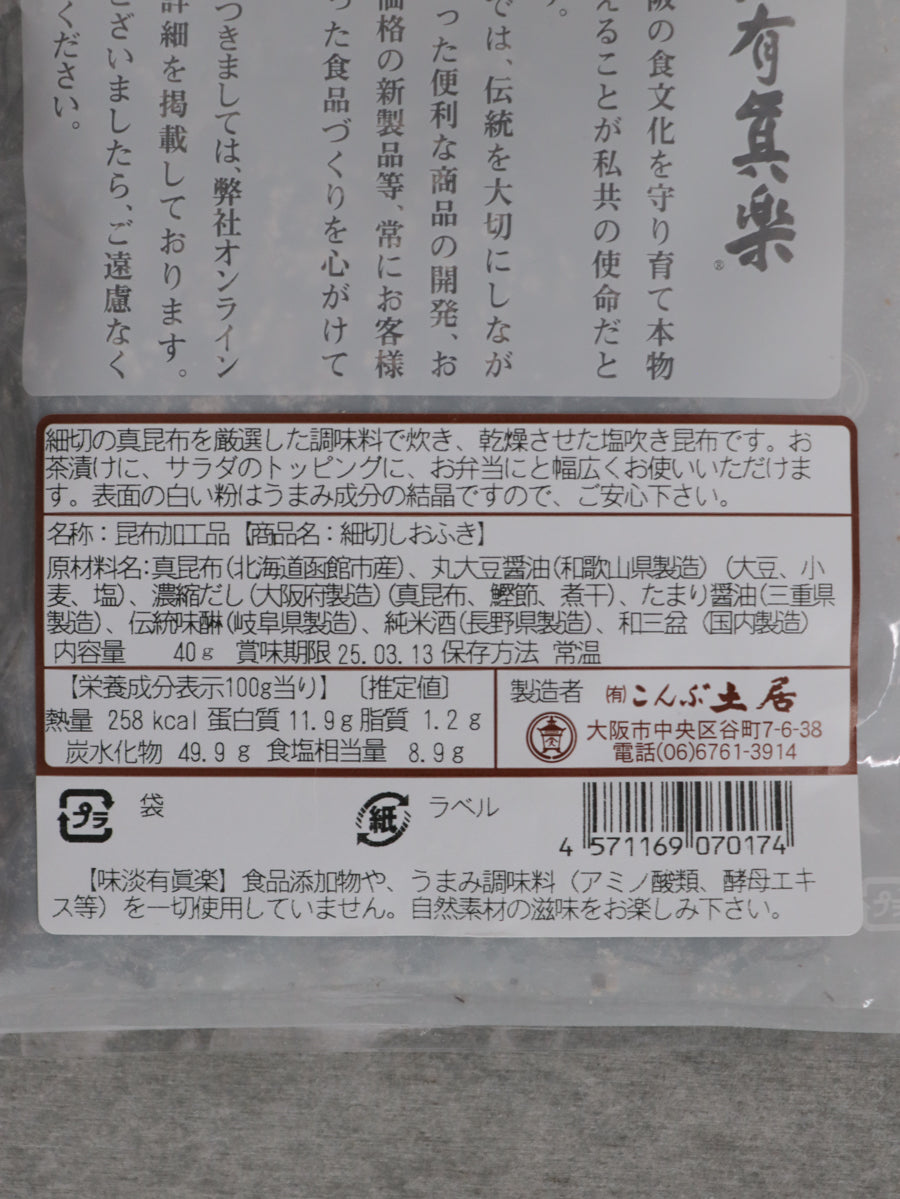 有眞楽
®
阪の食文化を守り育て本物
えることが私共の使命だと
す。
では、伝統を大切にしなが
った便利な商品の開発、お
価格の新製品等、常にお客様
った食品づくりを心がけて
つきましては、弊社オンライン
詳細を掲載しております。
ございましたら、ご遠慮なく
ください。
細切の真昆布を厳選した調味料で炊き、乾燥させた塩吹き昆布です。お
茶漬けに、サラダのトッピングに、お弁当にと幅広くお使いいただけま
す。表面の白い粉はうまみ成分の結晶ですので、ご安心下さい。
名称：昆布加工品【商品名：細切しおふき】
原材料名：真昆布（北海道函館市産）、丸大豆醤油（和歌山県製造）（大豆、小
麦、塩）、濃縮だし（大阪府製造）（真昆布、鰹節、煮干）、たまり醤油（三重県
製造）、伝統味醂（岐阜県製造）、純米酒（長野県製造）、和三盆（国内製造）
内容量 40g 賞味期限 25.03.13 保存方法 常温
【栄養成分表示100g当り】〔推定値〕
熱量 258 kcal 蛋白質 11.9g 脂質 1.2 g
炭水化物 49.9 g 食塩相当量 8.9g
製造者 ㈲こんぶ土居
大阪市中央区谷町7-6-38
電話(06)6761-3914
プラ 袋 紙 ラベル
4 571169 070174
【味淡有眞楽】食品添加物や、うまみ調味料（アミノ酸類、酵母エキ
ス等）を一切使用していません。自然素材の滋味をお楽しみ下さい。
プラ